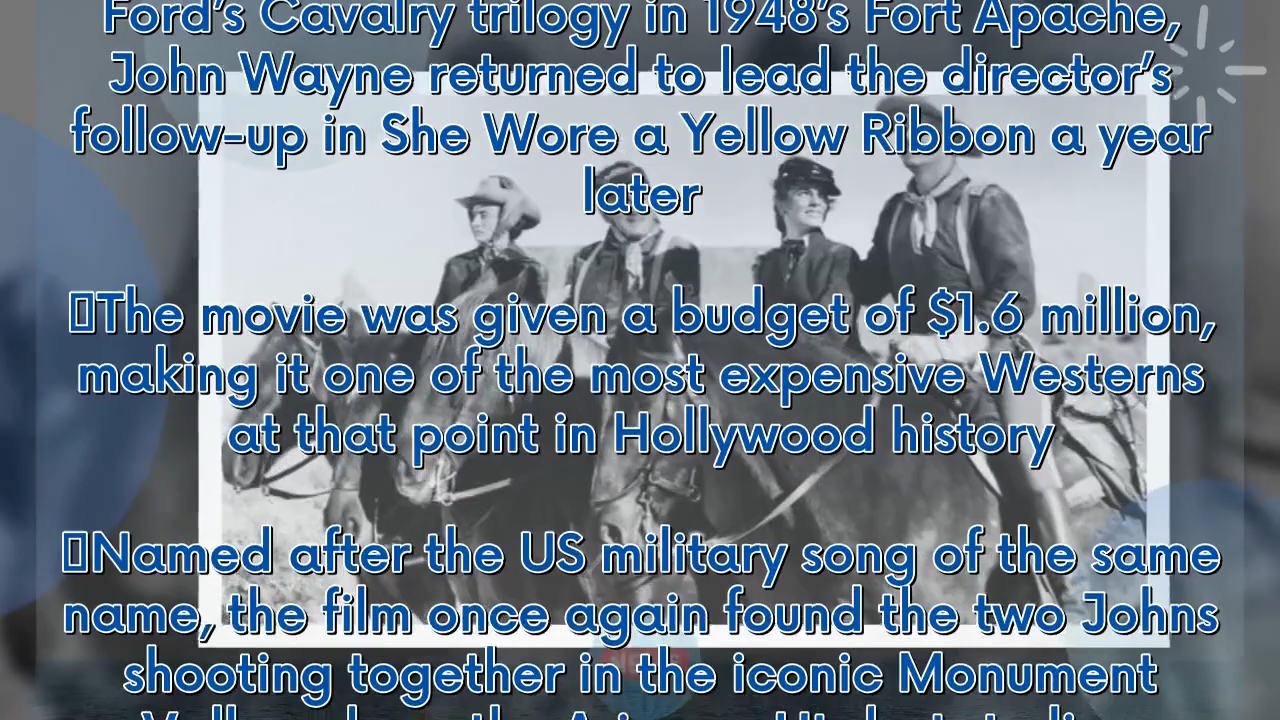 Ford's Cavalry trilogy in 1948's Fort Apache,
John Wayne returned to lead the director's
follow-up in She Wore a Yellow Ribbon a year
later
▯The movie was given a budget of $1.6 million,
making it one of the most expensive Westerns
at that point in Hollywood history
▯Named after the US military song of the same
name, the film once again found the two Johns
shooting together in the iconic Monument